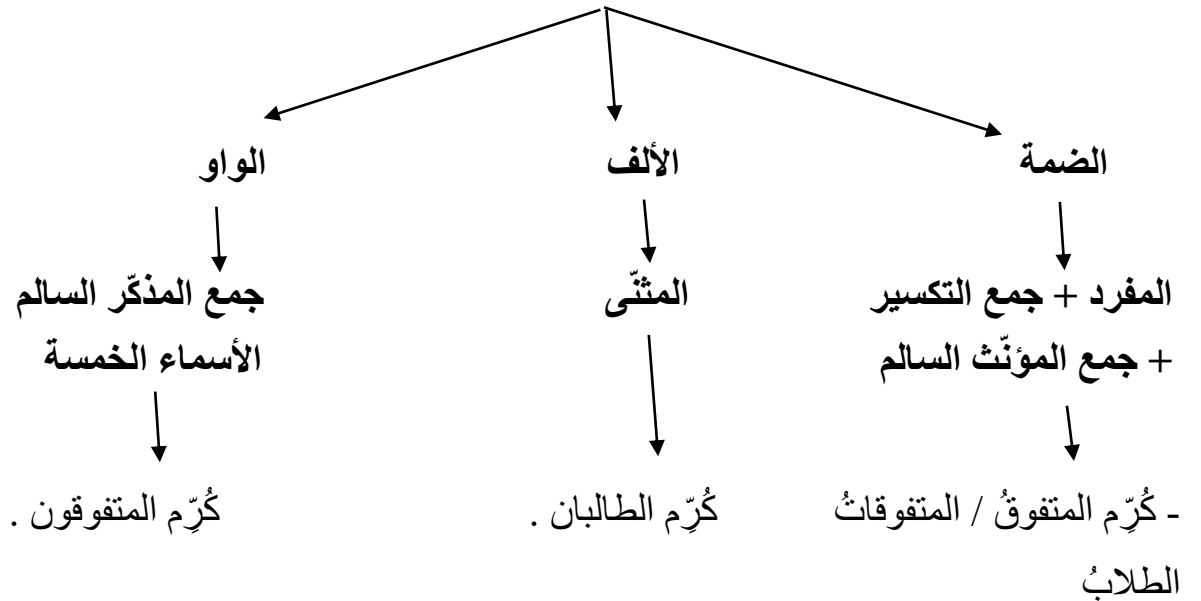 الضمة
الألف
الواو
المفرد + جمع التكسير
+ جمع المؤنّث السالم
المثنّى
جمع المذكّر السالم
الأسماء الخمسة
- كُرِّم المتفوقُ / المتفوقاتُ
الطلابُ
كُرِّم الطالبان .
كُرِّم المتفوقون .